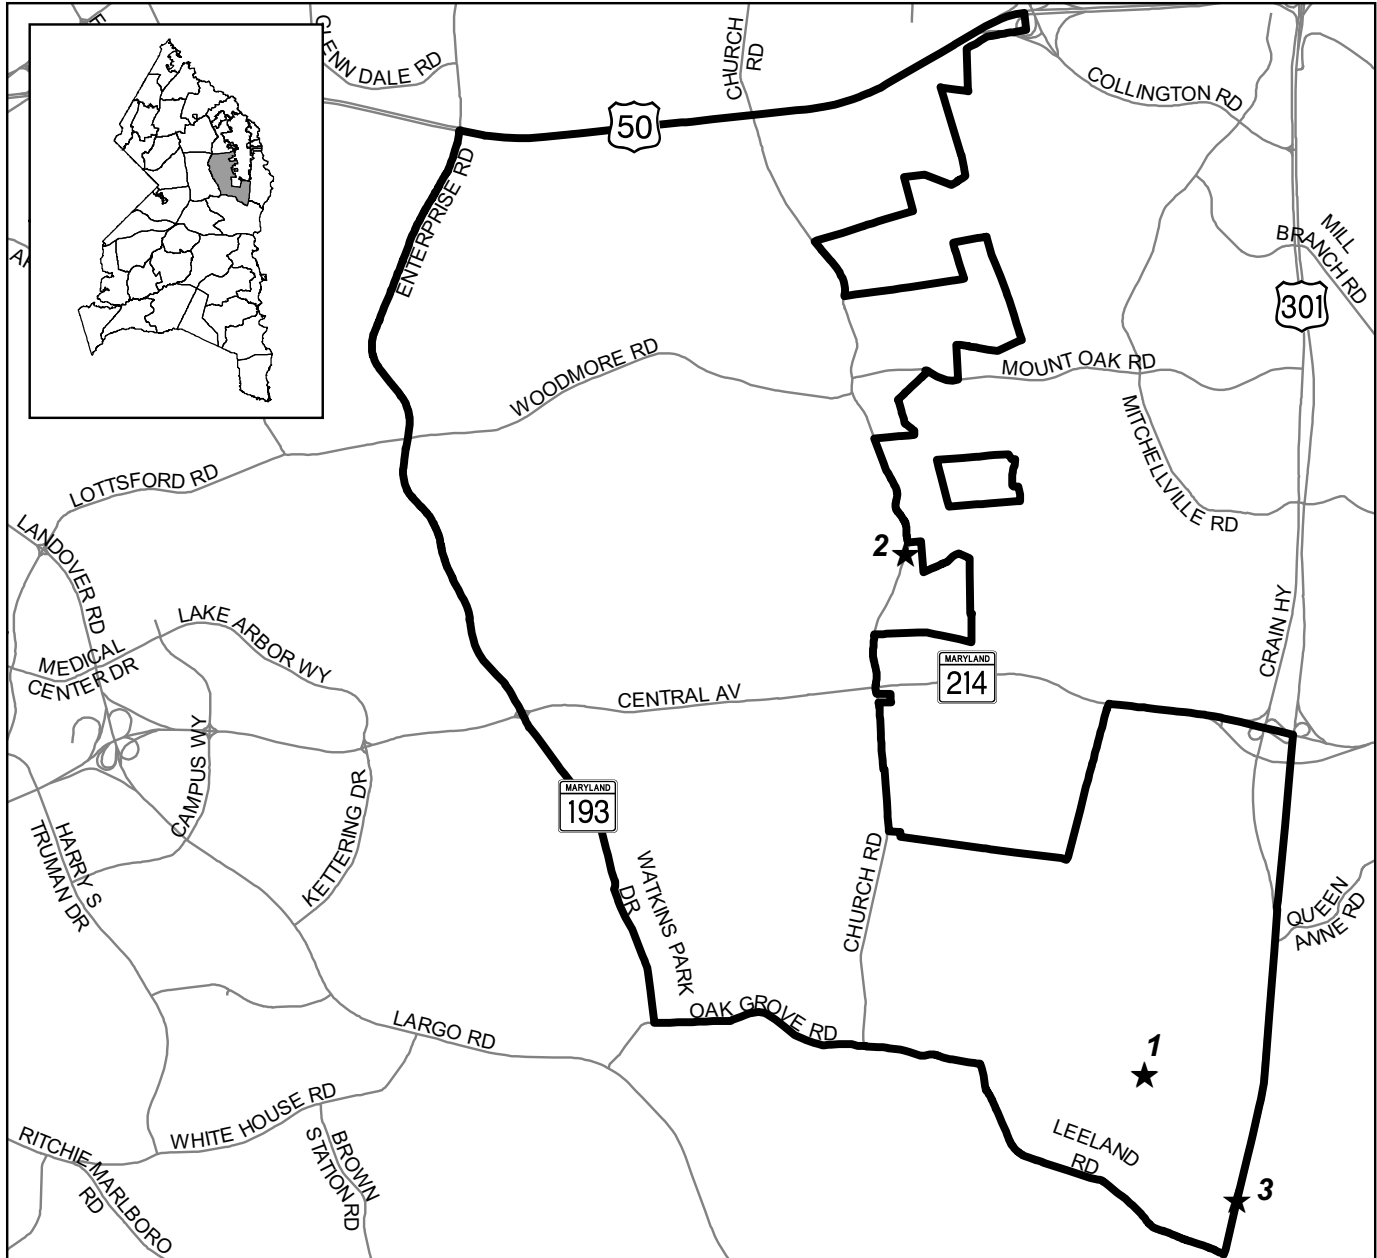 GLENN DALE RD
CHURCH
RD
COLLINGTON RD
50
ENTERPRISE RD
MILL
BRANCH RD
301
WOODMORE RD
MOUNT OAK RD
MITCHELLVILLE RD
LOTTSFORD RD
LANDOVER RD
2
LAKE ARBOR WY
MEDICAL
CENTER DR
CRAIN HY
MARYLAND
214
CENTRAL AV
CAMPUS WY
KETTERING DR
MARYLAND
193
HARRY S
TRUMAN DR
WATKINS PARK
DR
CHURCH RD
QUEEN
ANNE RD
OAK GROVE RD
LARGO RD
1
LEELAND
RD
WHITE HOUSE RD
BROWN
STATION RD
RITCHIE MARLBORO
RD
3